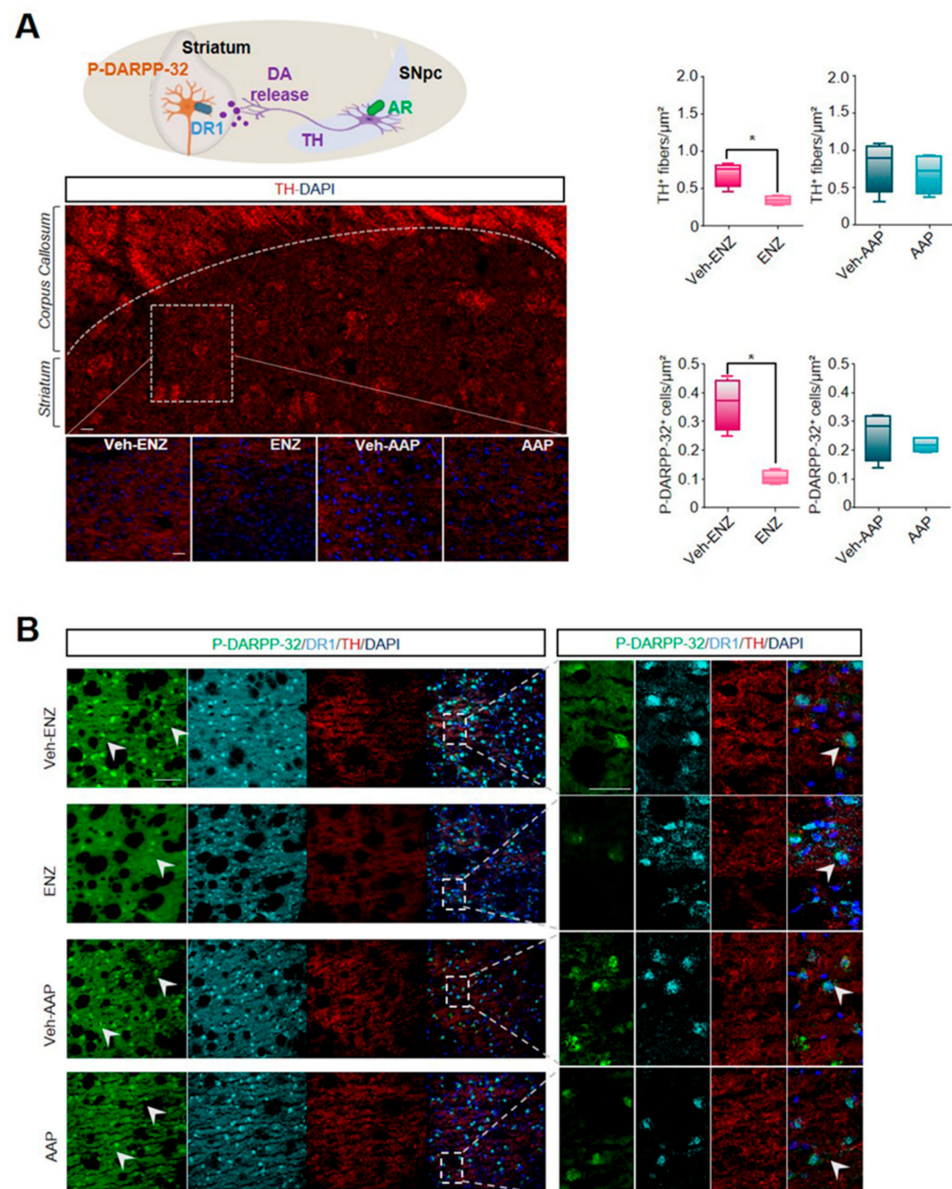 A
Striatum
P-DARPP-32
DA
release
SNpc
AR
DR1
TH
TH-DAPI
Corpus Callosum
Striatum
Veh-ENZ
ENZ
Veh-AAP
AAP
TH⁺ fibers/µm²
2.0
1.5
1.0
0.5
0
*
Veh-ENZ
ENZ
TH⁺ fibers/µm²
2.0
1.5
1.0
0.5
0
Veh-AAP
AAP
P-DARPP-32⁺ cells/µm²
0.5
0.4
0.3
0.2
0.1
0
*
Veh-ENZ
ENZ
P-DARPP-32⁺ cells/µm²
0.5
0.4
0.3
0.2
0.1
0
Veh-AAP
AAP
B
P-DARPP-32/DR1/TH/DAPI
P-DARPP-32/DR1/TH/DAPI
Veh-ENZ
ENZ
Veh-AAP
AAP